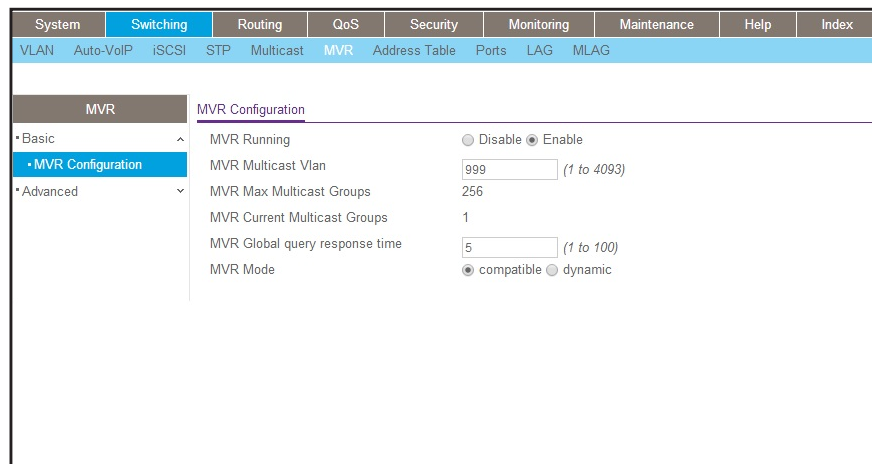 System Switching Routing QoS Security Monitoring Maintenance Help Index
VLAN Auto-VoIP iSCSI STP Multicast MVR Address Table Ports LAG MLAG
MVR
Basic
MVR Configuration
Advanced
MVR Configuration
MVR Running Disable Enable
MVR Multicast Vlan 999 (1 to 4093)
MVR Max Multicast Groups 256
MVR Current Multicast Groups 1
MVR Global query response time 5 (1 to 100)
MVR Mode compatible dynamic